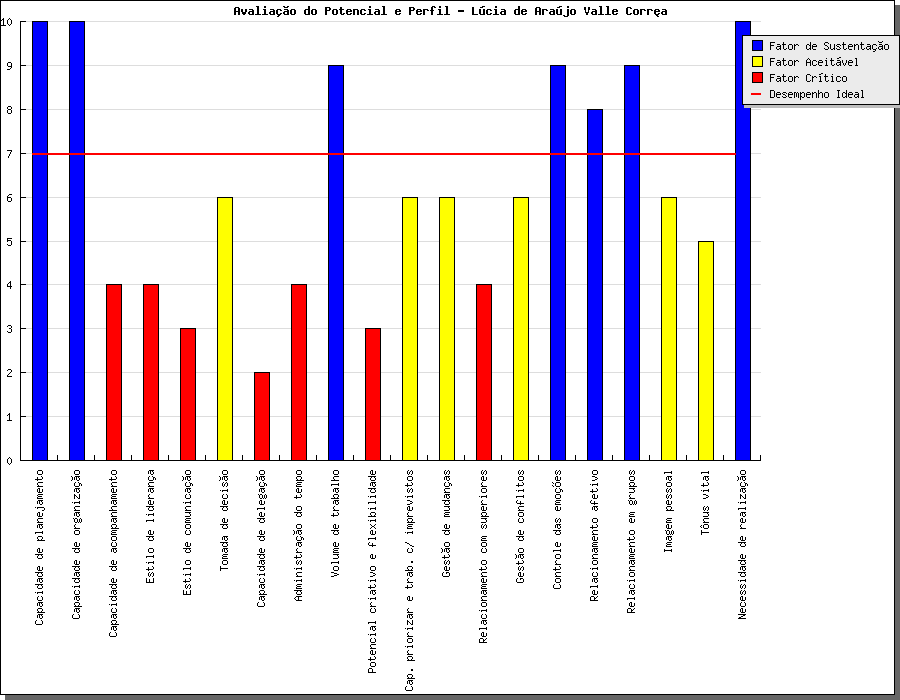 Avaliação do Potencial e Perfil - Lúcia de Araújo Valle Corrça
Fator de Sustentação
Fator Aceitável
Fator Crítico
Desempenho Ideal
10
9
8
7
6
5
4
3
2
1
0
Capacidade de planejamento
Capacidade de organização
Capacidade de acompanhamento
Estilo de liderança
Estilo de comunicação
Tomada de decisão
Capacidade de delegação
Administração do tempo
Volume de trabalho
Potencial criativo e flexibilidade
Cap. priorizar e trab. c/ imprevistos
Gestão de mudanças
Relacionamento com superiores
Gestão de conflitos
Controle das emoções
Relacionamento afetivo
Relacionamento em grupos
Imagem pessoal
Tônus vital
Necessidade de realização